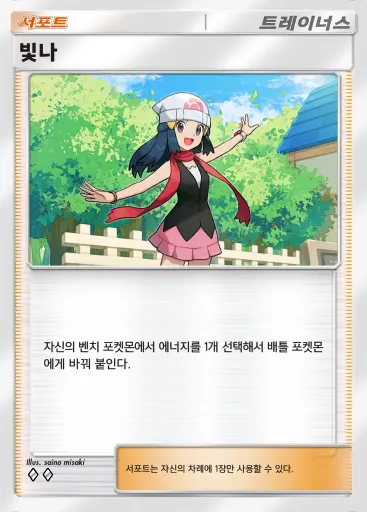 서포트
트레이너스
빛나
자신의 벤치 포켓몬에서 에너지를 1개 선택해서 배틀 포켓몬
에게 바꿔 붙인다.
Illus. saino misaki
서포트는 자신의 차례에 1장만 사용할 수 있다.